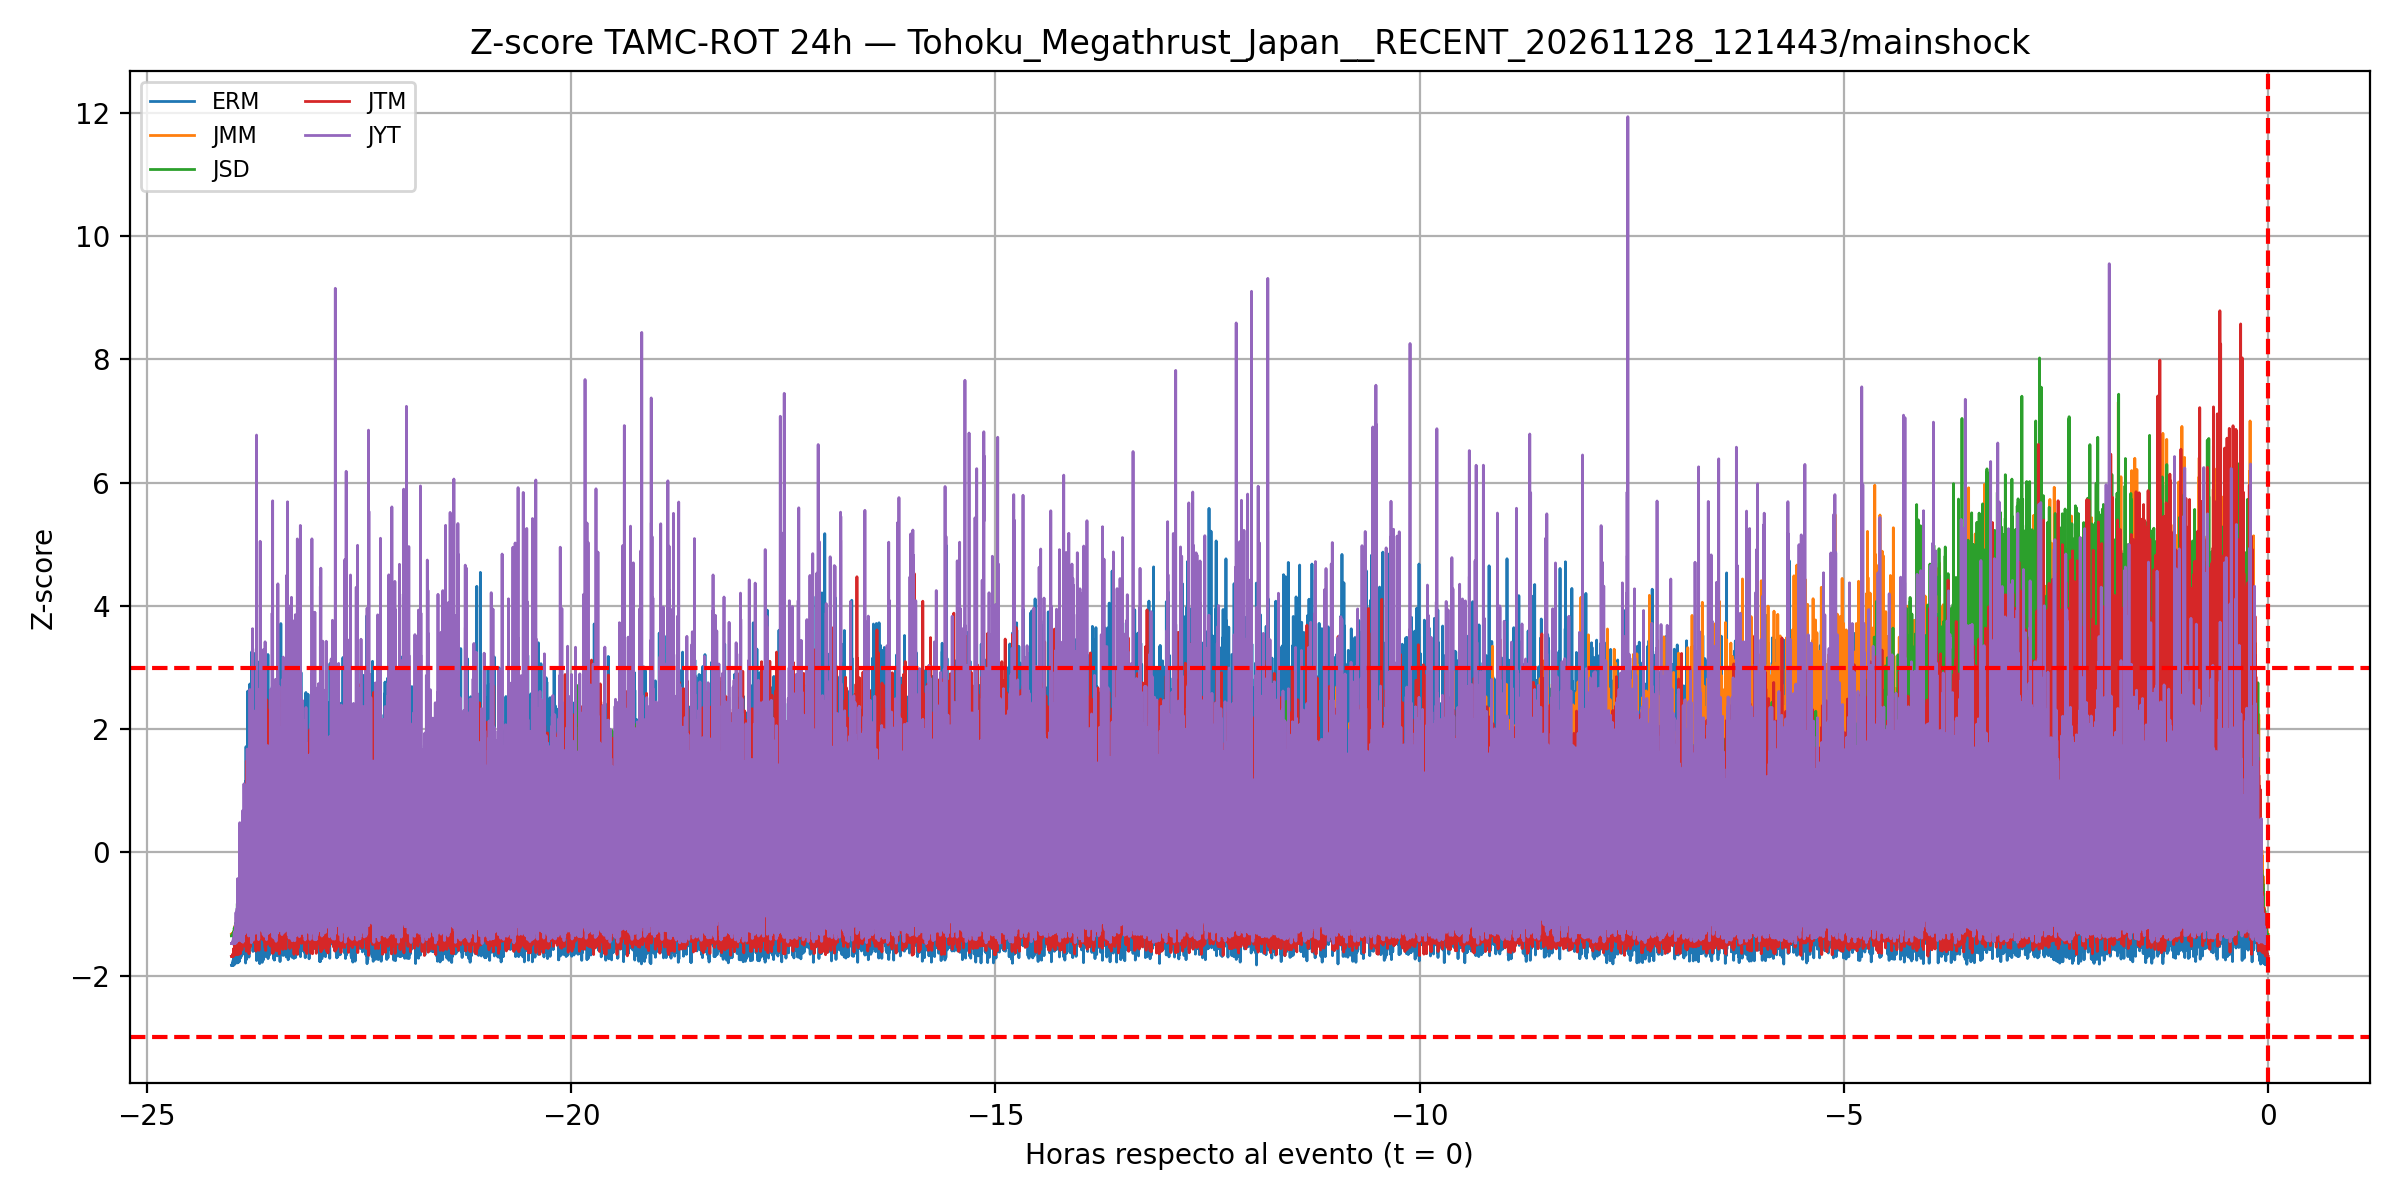 Z-score TAMC-ROT 24h — Tohoku_Megathrust_Japan__RECENT_20261128_121443/mainshock
ERM
JMM
JSD
JTM
JYT
12
10
8
6
4
2
0
−2
Z-score
−25
−20
−15
−10
−5
0
Horas respecto al evento (t = 0)